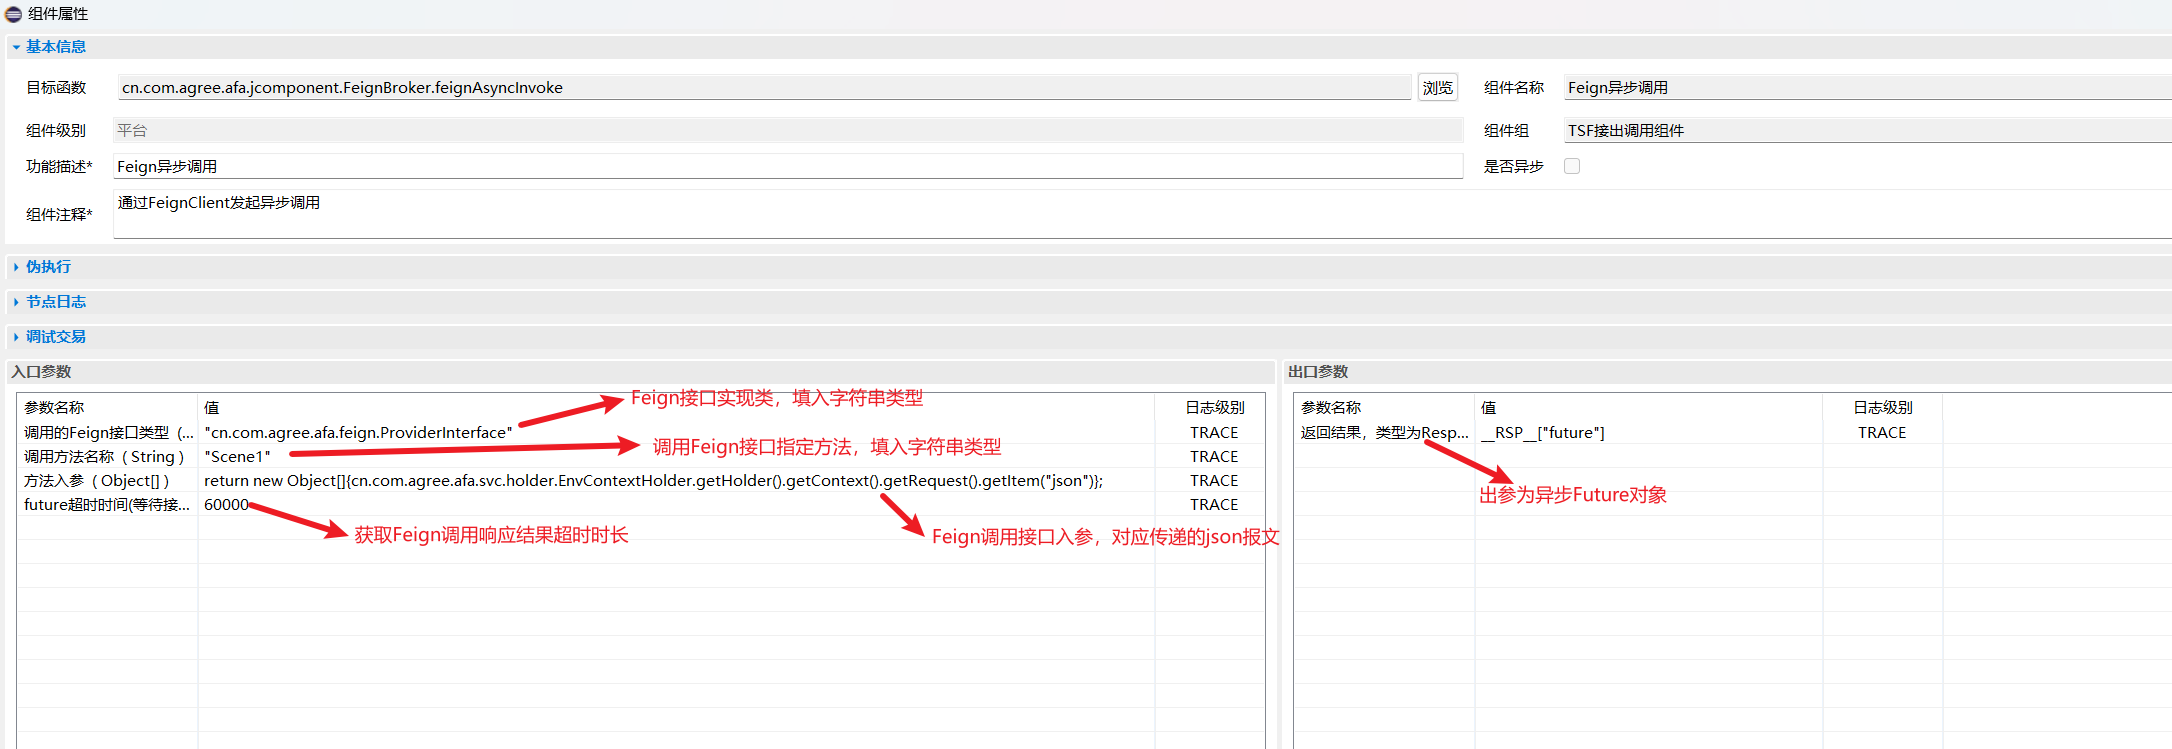 组件属性
基本信息
目标函数 cn.com.agree.afa.jcomponent.FeignBroker.feignAsyncInvoke 浏览 组件名称 Feign异步调用
组件级别 平台 组件组 TSF接出调用组件
功能描述* Feign异步调用 是否异步
组件注释* 通过FeignClient发起异步调用
伪执行
节点日志
调试交易
入口参数
参数名称 值 日志级别
调用的Feign接口类型（... "cn.com.agree.afa.feign.ProviderInterface" TRACE
调用方法名称（String） "Scene1" TRACE
方法入参（Object[]） return new Object[]{cn.com.agree.afa.svc.holder.EnvContextHolder.getHolder().getContext().getRequest().getItem("json")}; TRACE
future超时时间(等待接... 60000 TRACE
Feign接口实现类，填入字符串类型
调用Feign接口指定方法，填入字符串类型
获取Feign调用响应结果超时时长
Feign调用接口入参，对应传递的json报文
出口参数
参数名称 值 日志级别
返回结果，类型为Resp... __RSP__["future"] TRACE
出参为异步Future对象